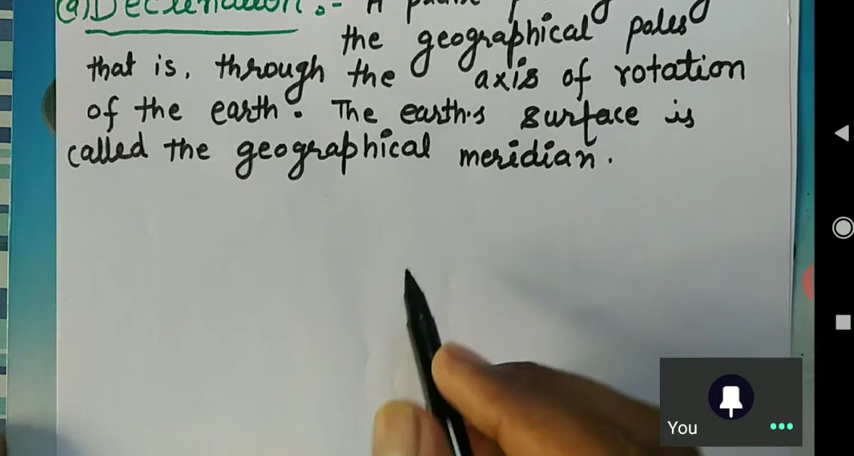 (a) Declination :- A
the geographical poles
that is, through the axis of rotation
of the earth. The earth's surface is
called the geographical meridian.
You